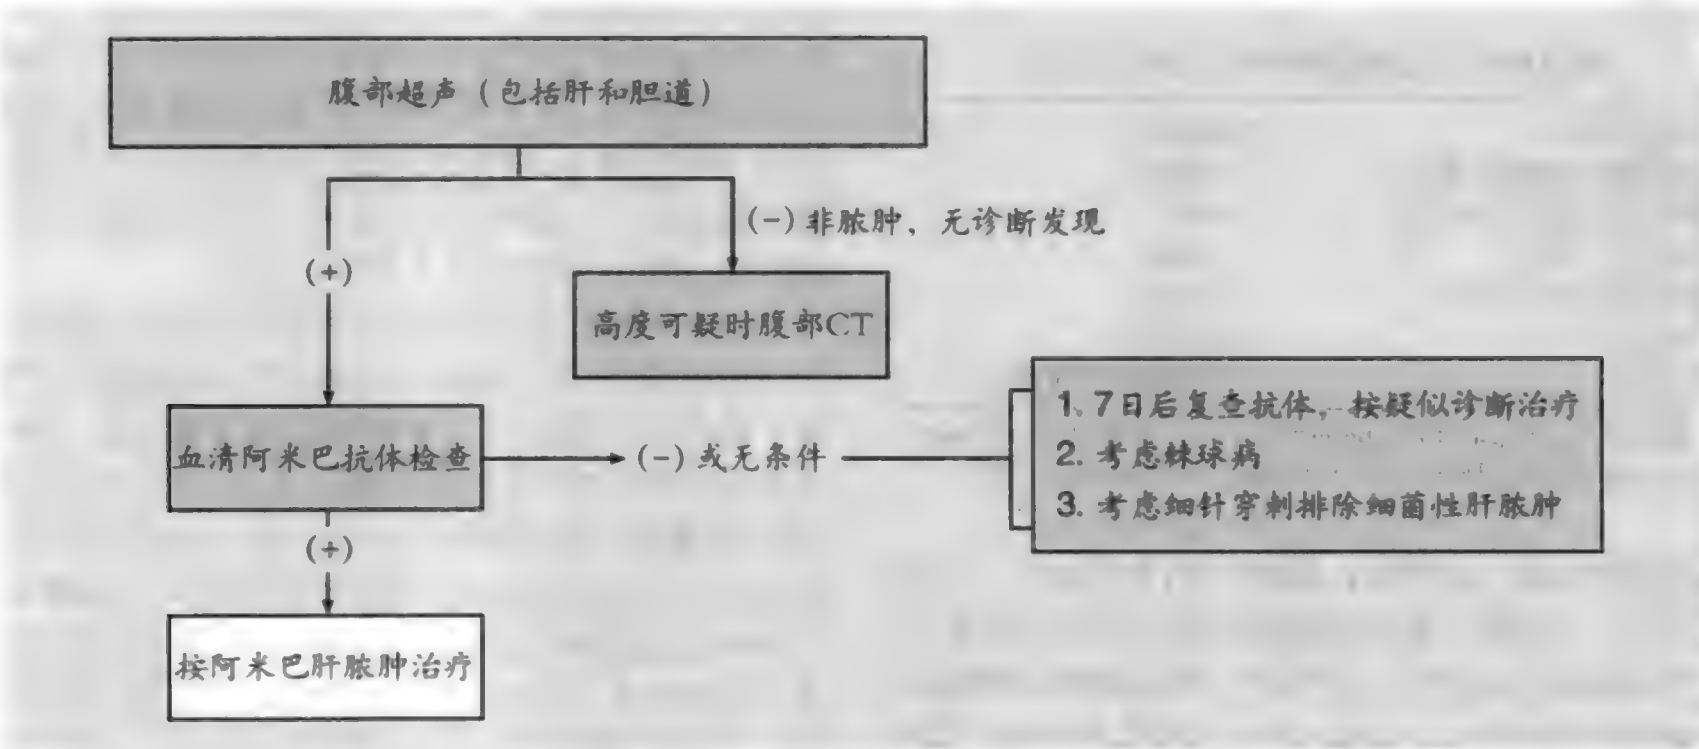 腹部超声（包括肝和胆道）
(-)非脓肿、无诊断发现
(+)
高度可疑时腹部CT
1. 7日后复查抗体，按疑似诊断治疗
血清阿米巴抗体检查
(-)或无条件
2. 考虑棘球病
3. 考虑细针穿刺排除细菌性肝脓肿
(+)
按阿米巴肝脓肿治疗